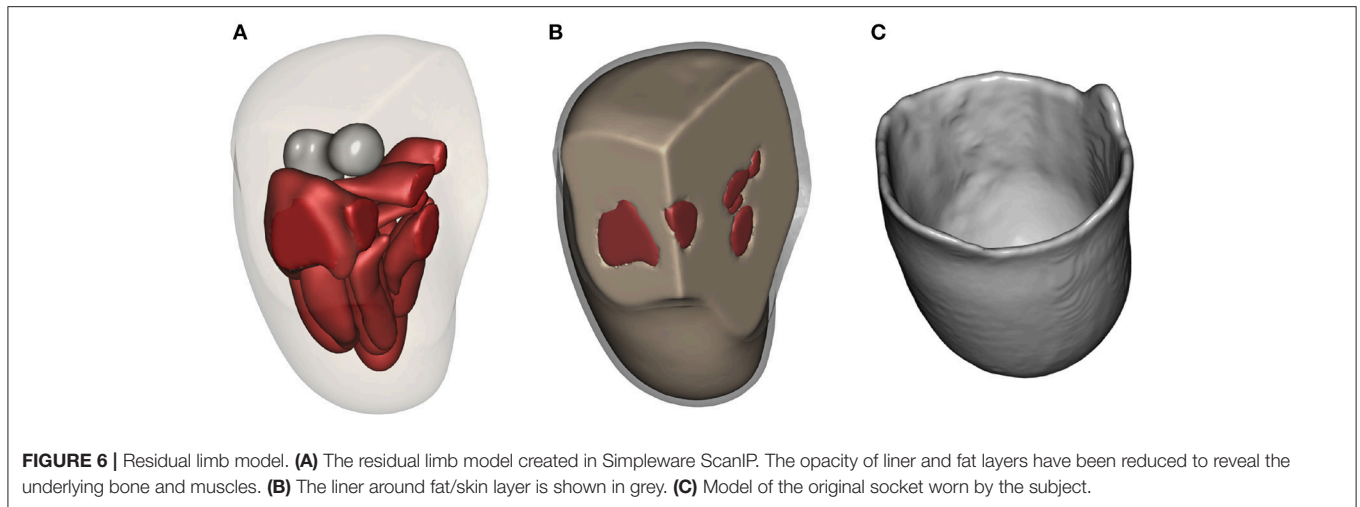 A
B
C
FIGURE 6 | Residual limb model. (A) The residual limb model created in Simpleware ScanIP. The opacity of liner and fat layers have been reduced to reveal the
underlying bone and muscles. (B) The liner around fat/skin layer is shown in grey. (C) Model of the original socket worn by the subject.